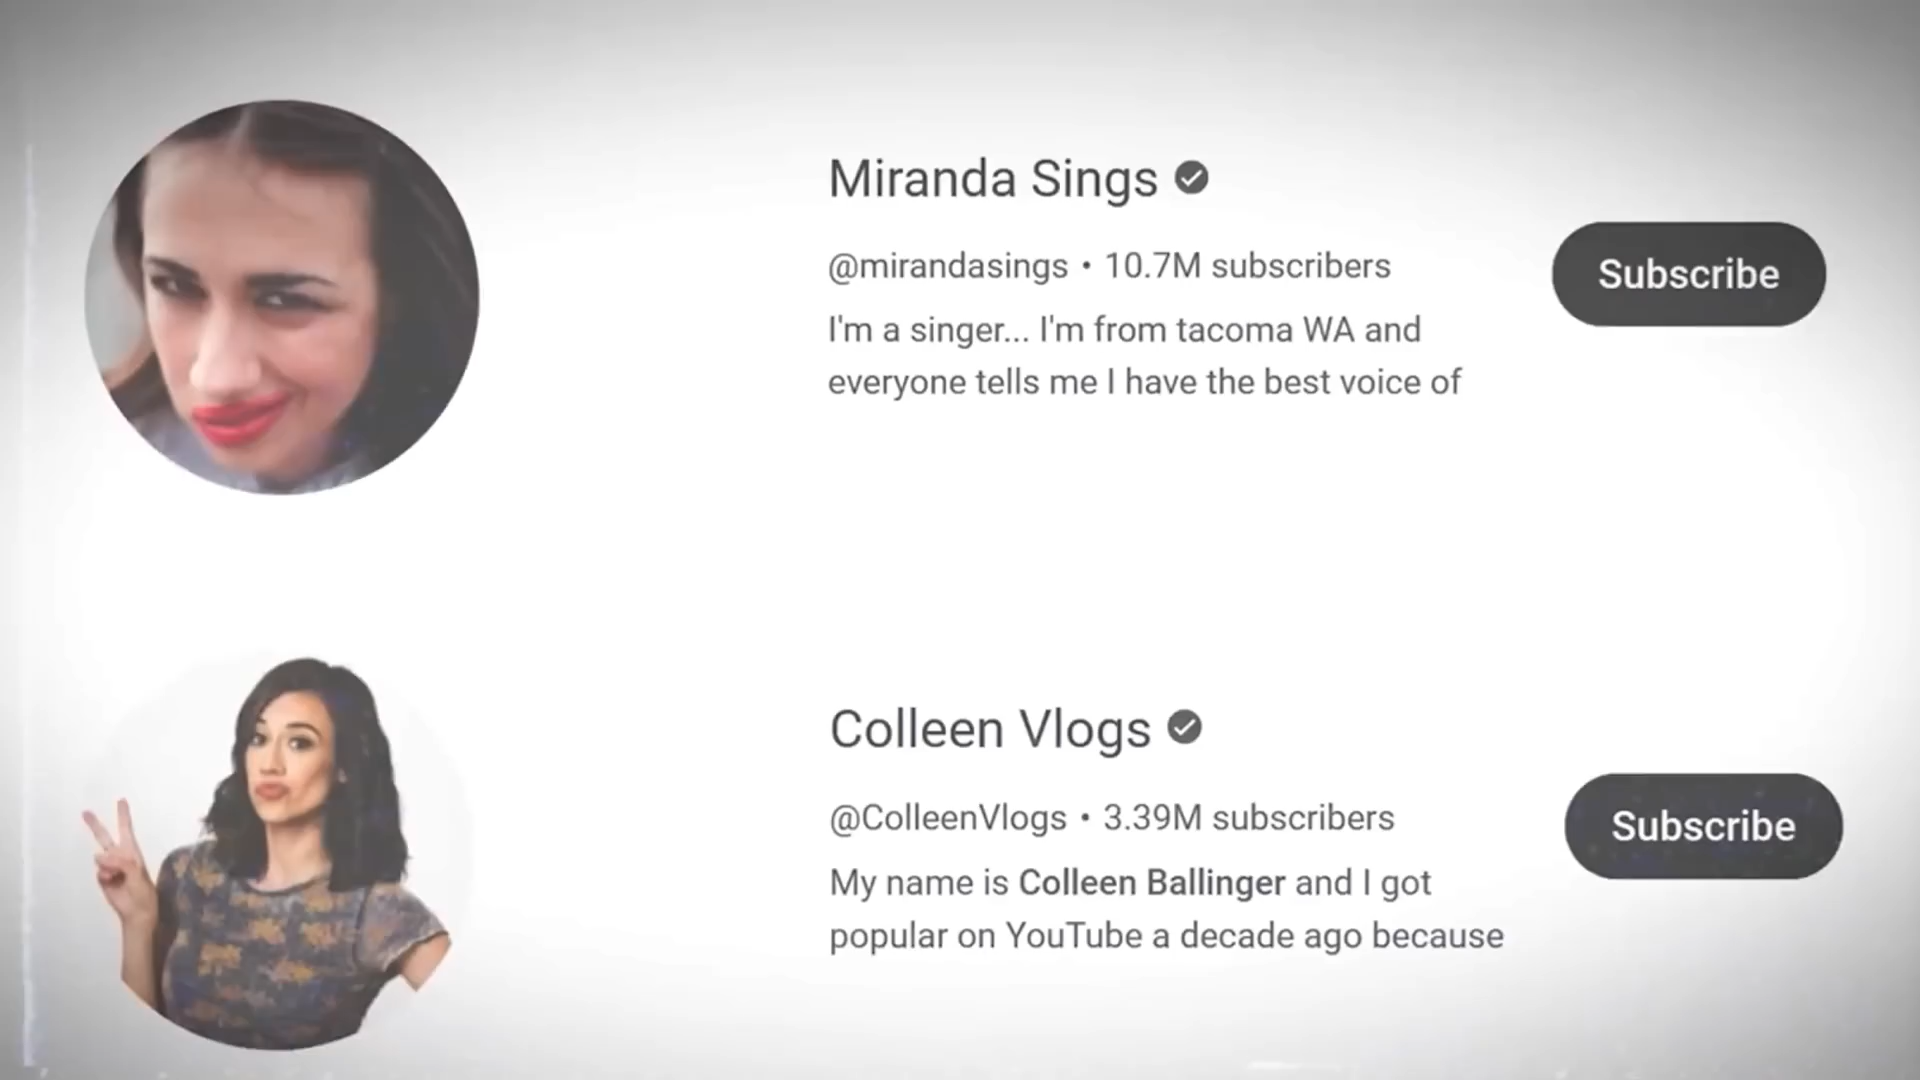 Miranda Sings
@mirandasings • 10.7M subscribers
Subscribe
I'm a singer... I'm from tacoma WA and
everyone tells me I have the best voice of
Colleen Vlogs
@ColleenVlogs • 3.39M subscribers
Subscribe
My name is Colleen Ballinger and I got
popular on YouTube a decade ago because